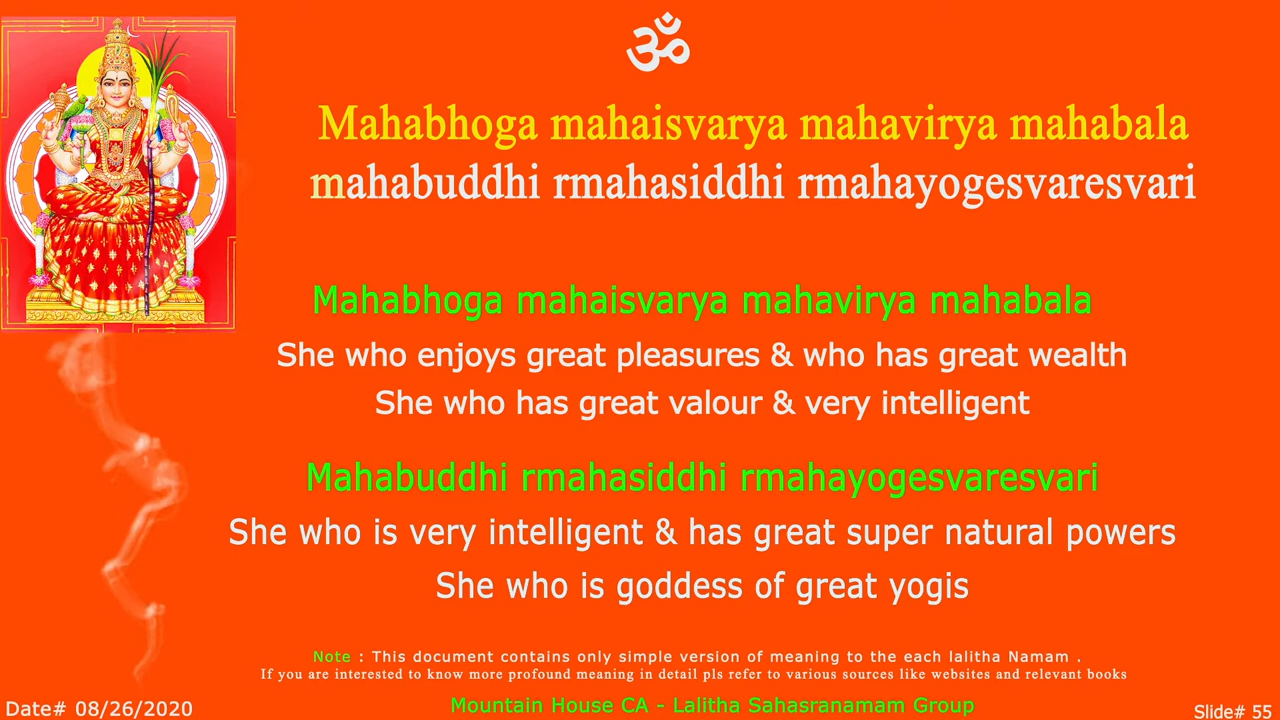 ॐ
Mahabhoga mahaisvarya mahavirya mahabala
mahabuddhi rmahasiddhi rmahayogesvaresvari
Mahabhoga mahaisvarya mahavirya mahabala
She who enjoys great pleasures & who has great wealth
She who has great valour & very intelligent
Mahabuddhi rmahasiddhi rmahayogesvaresvari
She who is very intelligent & has great super natural powers
She who is goddess of great yogis
Note : This document contains only simple version of meaning to the each lalitha Namam .
If you are interested to know more profound meaning in detail pls refer to various sources like websites and relevant books
Date# 08/26/2020
Mountain House CA - Lalitha Sahasranamam Group
Slide# 55